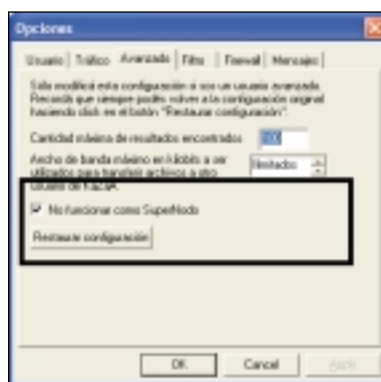 Opciones
Usuario Tráfico Avanzado Filtro Firewall Mensajes
Sólo modificá esta configuración si sos un usuario avanzado.
Recordá que siempre podés volver a la configuración original
haciendo click en el botón "Restaurar configuración".
Cantidad máxima de resultados encontrados
Ancho de banda máximo en kilobits a ser
utilizados para transferir archivos a otro
usuario de KaZaA
Ilimitados
No funcionar como SuperNodo
Restaurar configuración
OK Cancel Apply